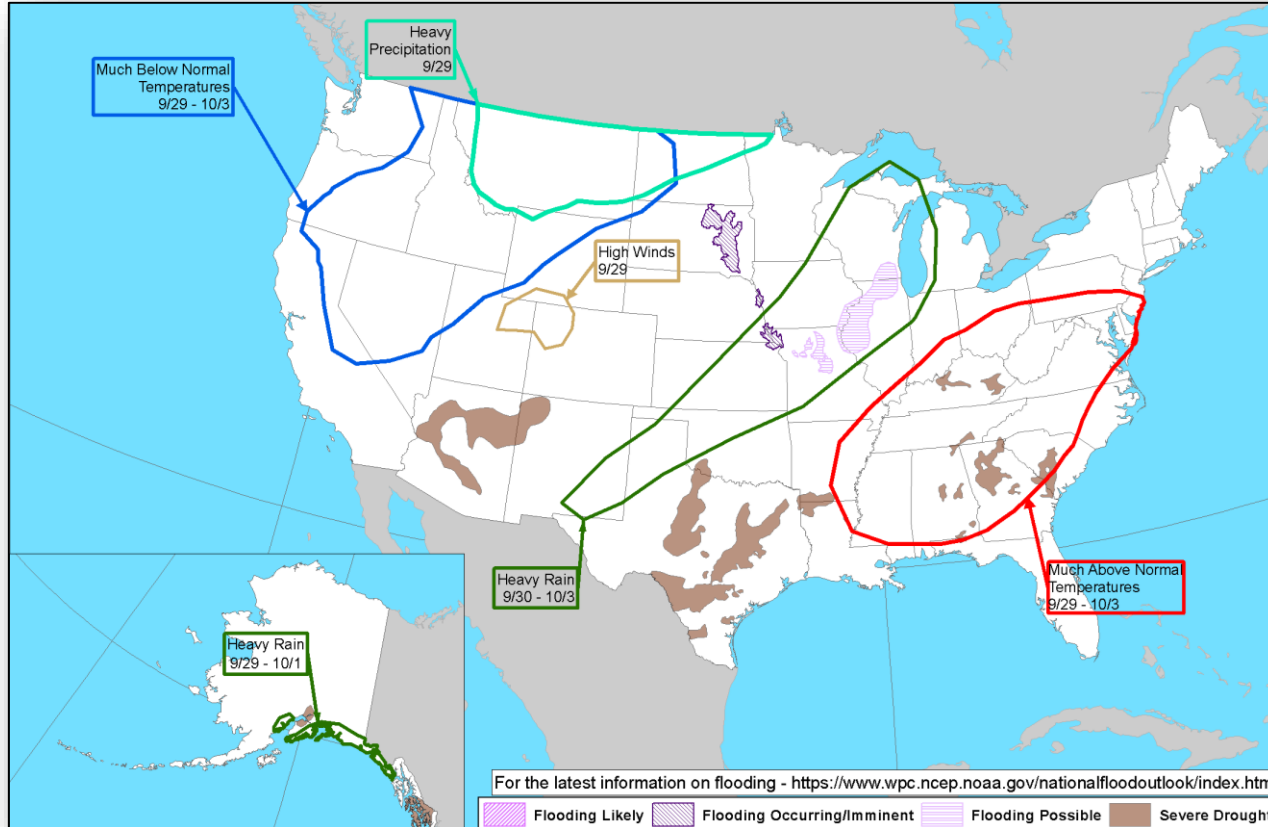 Heavy
Precipitation
9/29
Much Below Normal
Temperatures
9/29 - 10/3
High Winds
9/29
Heavy Rain
9/30 - 10/3
Much Above Normal
Temperatures
9/29 - 10/3
Heavy Rain
9/29 - 10/1
For the latest information on flooding - https://www.wpc.ncep.noaa.gov/nationalfloodoutlook/index.htm
Flooding Likely Flooding Occurring/Imminent Flooding Possible Severe Drought